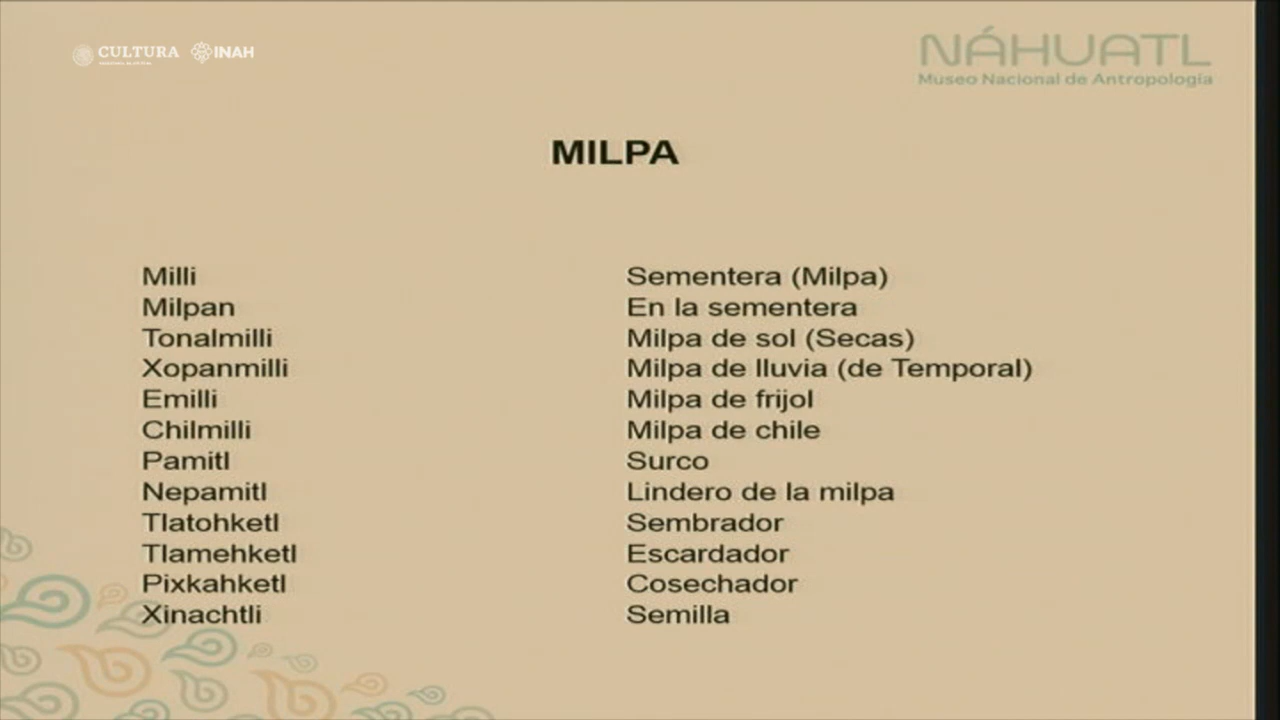 CULTURA INAH
NÁHUATL
Museo Nacional de Antropología
MILPA
Milli Sementera (Milpa)
Milpan En la sementera
Tonalmilli Milpa de sol (Secas)
Xopanmilli Milpa de lluvia (de Temporal)
Emilli Milpa de frijol
Chilmilli Milpa de chile
Pamitl Surco
Nepamitl Lindero de la milpa
Tlatohketl Sembrador
Tlamehketl Escardador
Pixkahketl Cosechador
Xinachtli Semilla